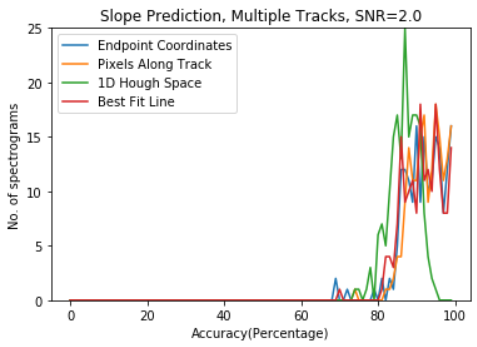 Slope Prediction, Multiple Tracks, SNR=2.0
25
20
15
10
5
0
No. of spectrograms
Endpoint Coordinates
Pixels Along Track
1D Hough Space
Best Fit Line
0 20 40 60 80 100
Accuracy(Percentage)